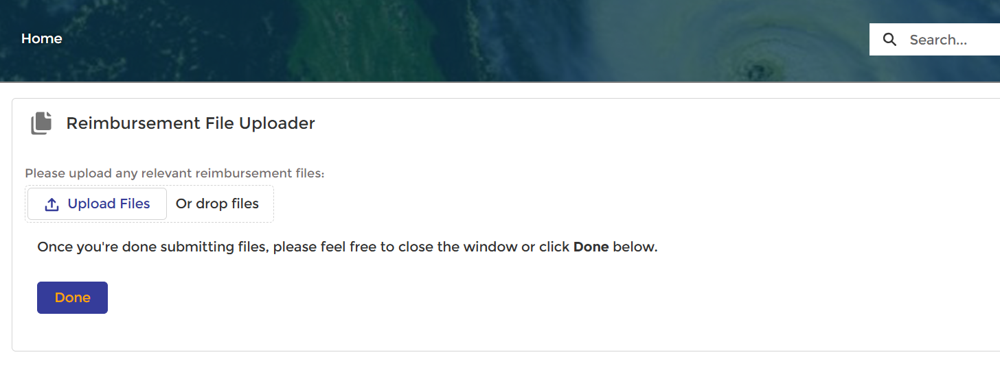 Home
Search...
Reimbursement File Uploader
Please upload any relevant reimbursement files:
Upload Files Or drop files
Once you're done submitting files, please feel free to close the window or click Done below.
Done